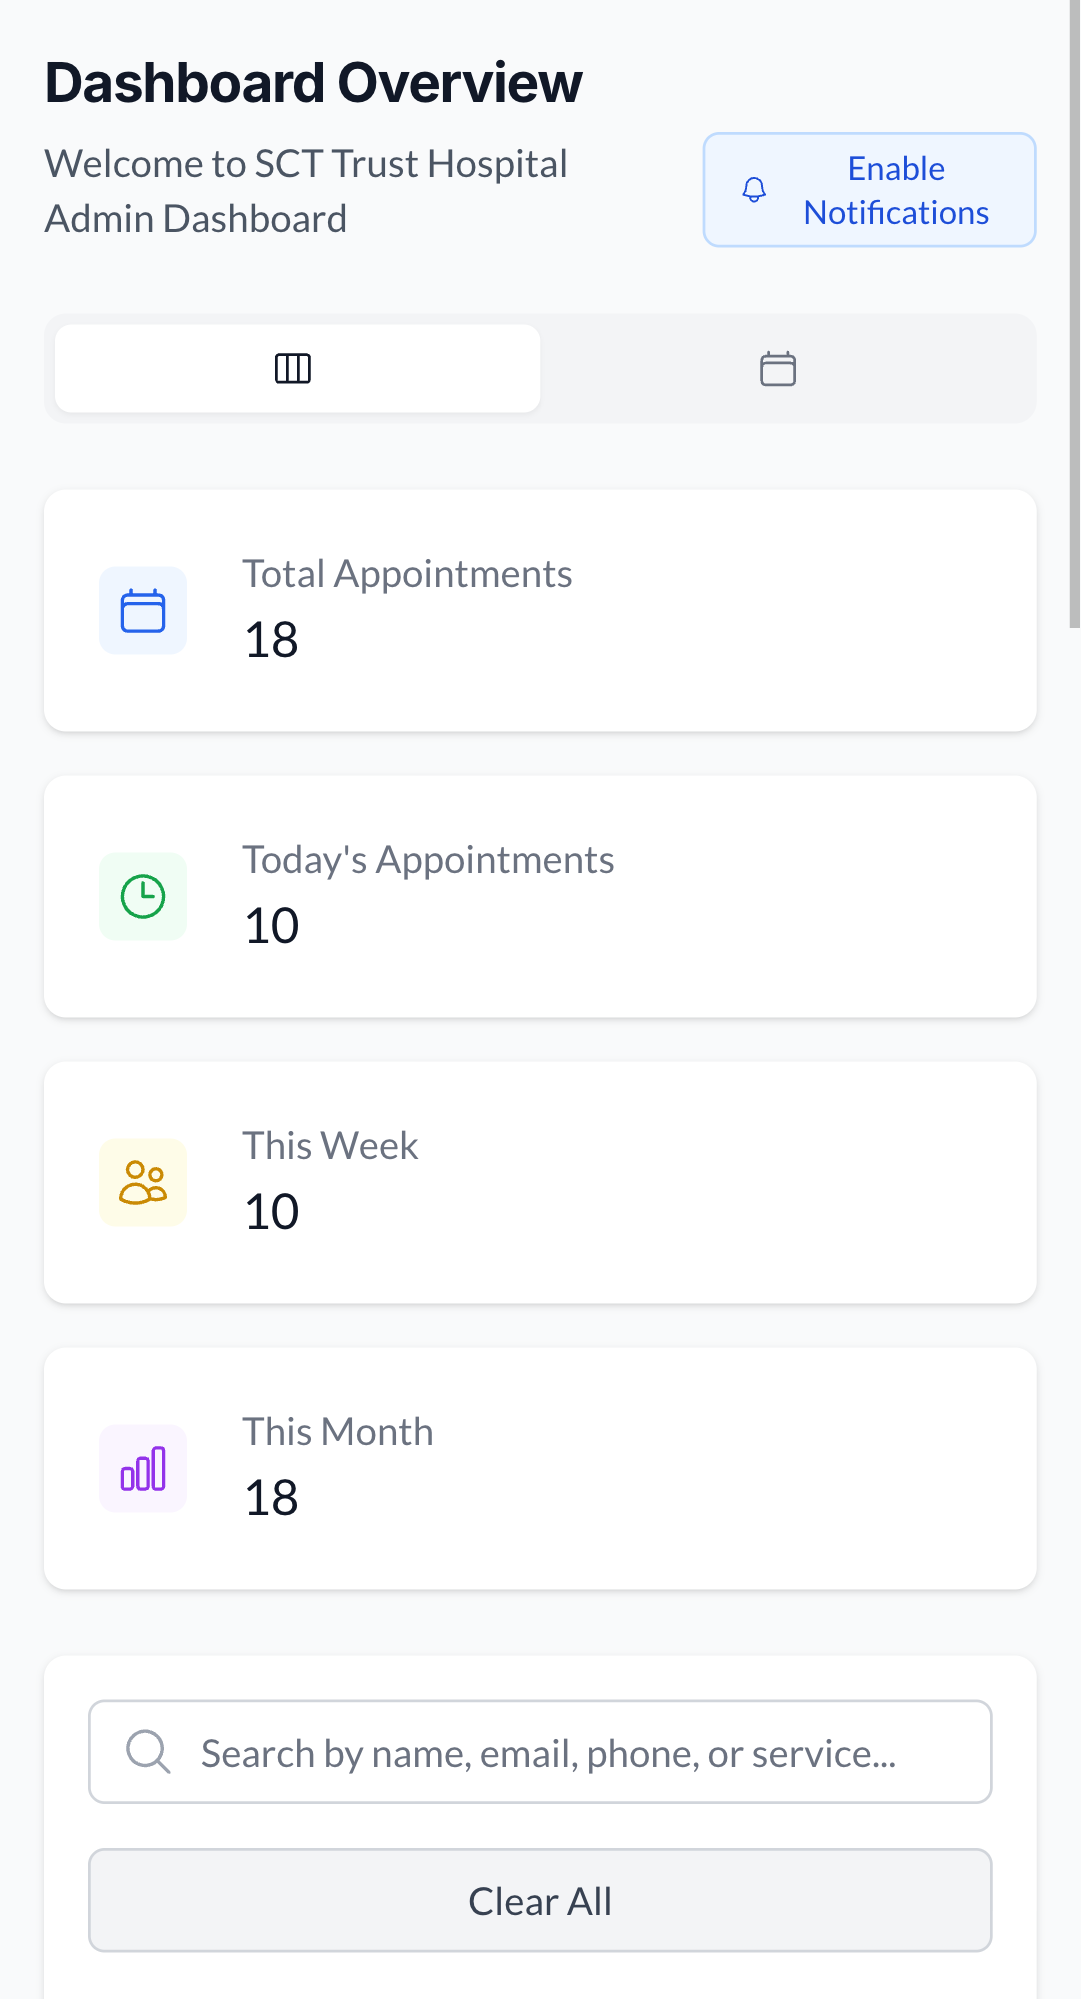 Dashboard Overview
Welcome to SCT Trust Hospital
Admin Dashboard
Enable
Notifications
Total Appointments
18
Today's Appointments
10
This Week
10
This Month
18
Search by name, email, phone, or service...
Clear All